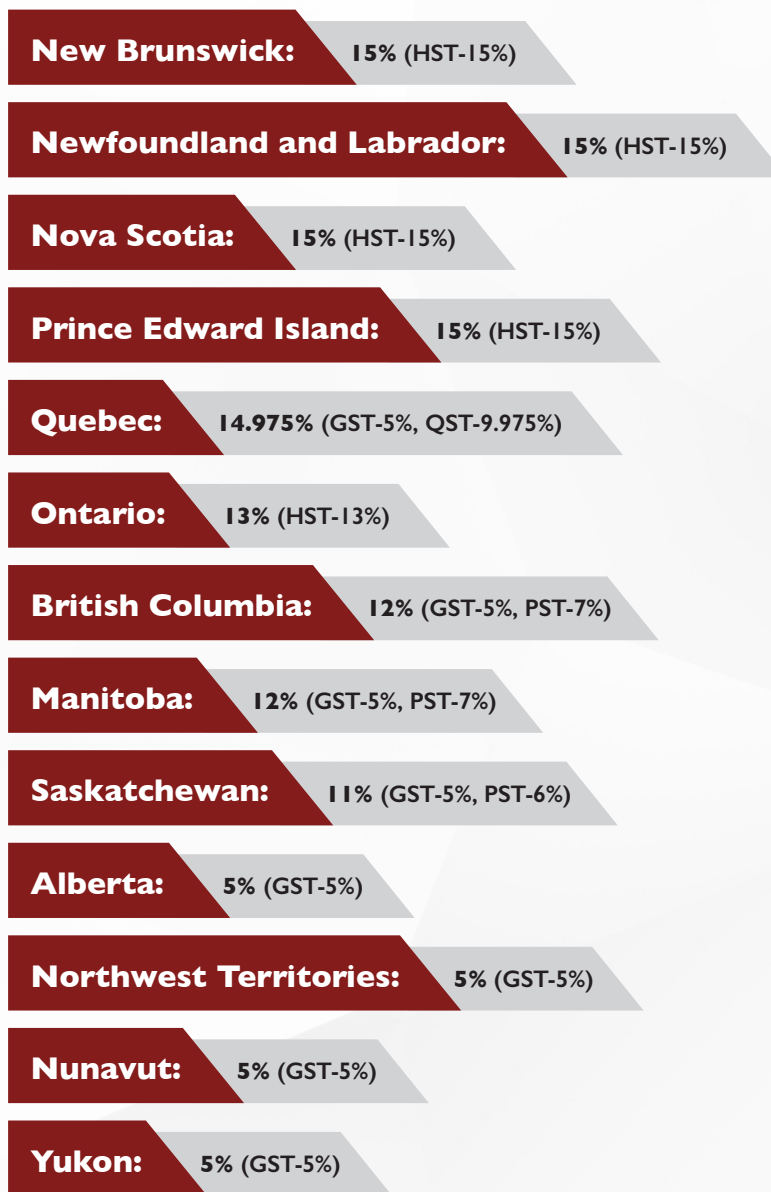 New Brunswick: 15% (HST-15%)
Newfoundland and Labrador: 15% (HST-15%)
Nova Scotia: 15% (HST-15%)
Prince Edward Island: 15% (HST-15%)
Quebec: 14.975% (GST-5%, QST-9.975%)
Ontario: 13% (HST-13%)
British Columbia: 12% (GST-5%, PST-7%)
Manitoba: 12% (GST-5%, PST-7%)
Saskatchewan: 11% (GST-5%, PST-6%)
Alberta: 5% (GST-5%)
Northwest Territories: 5% (GST-5%)
Nunavut: 5% (GST-5%)
Yukon: 5% (GST-5%)